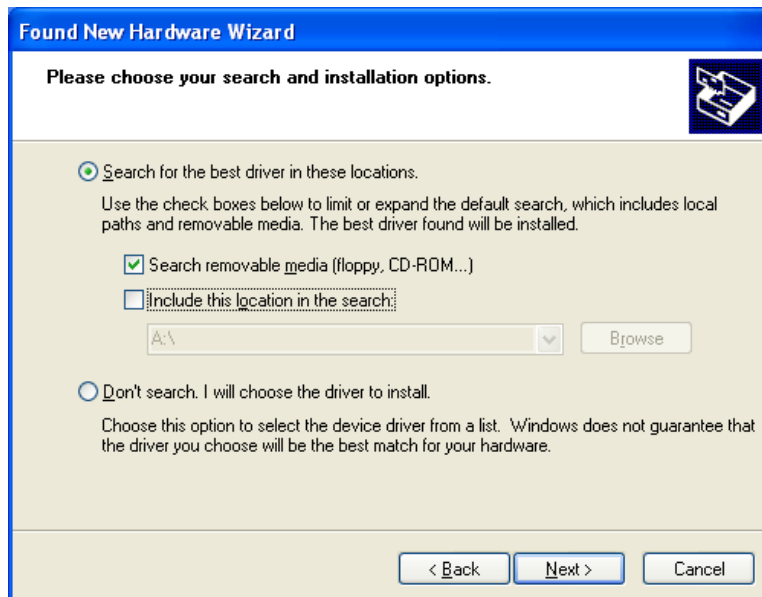 Found New Hardware Wizard
Please choose your search and installation options.
Search for the best driver in these locations.
Use the check boxes below to limit or expand the default search, which includes local
paths and removable media. The best driver found will be installed.
Search removable media (floppy, CD-ROM...)
Include this location in the search:
A:\
Browse
Don't search. I will choose the driver to install.
Choose this option to select the device driver from a list.  Windows does not guarantee that
the driver you choose will be the best match for your hardware.
< Back
Next >
Cancel